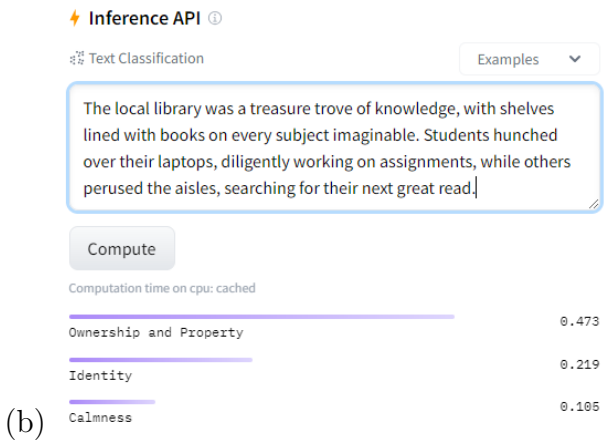 Inference API
Text Classification
Examples
The local library was a treasure trove of knowledge, with shelves
lined with books on every subject imaginable. Students hunched
over their laptops, diligently working on assignments, while others
perused the aisles, searching for their next great read.
Compute
Computation time on cpu: cached
Ownership and Property 0.473
Identity 0.219
Calmness 0.105
(b)